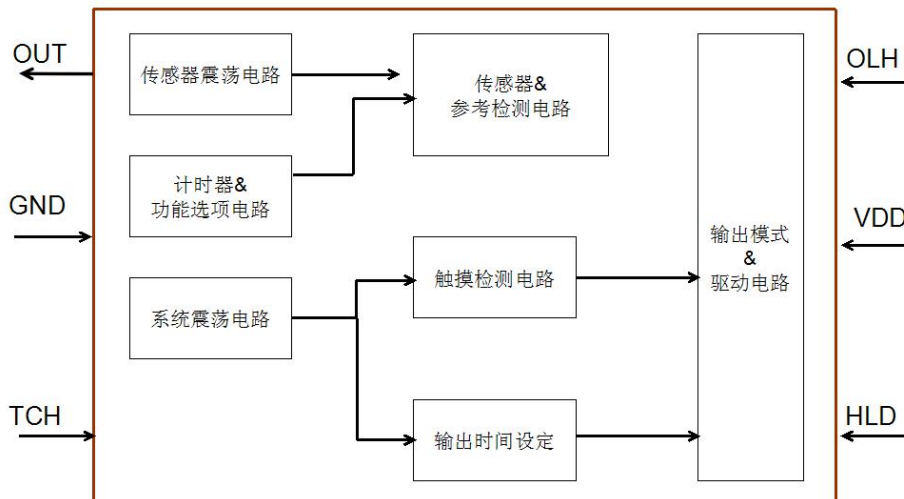 OUT
传感器震荡电路
传感器&
参考检测电路
OLH
计时器&
功能选项电路
GND
VDD
输出模式
&
驱动电路
触摸检测电路
系统震荡电路
TCH
输出时间设定
HLD